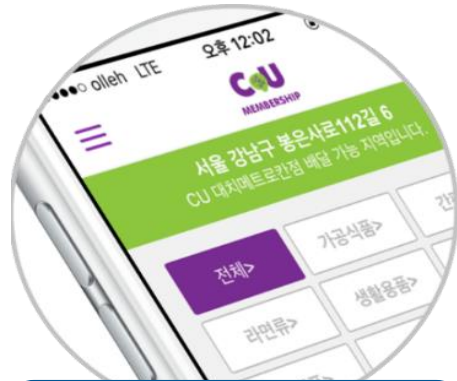 olleh LTE 오후 12:02
CU
MEMBERSHIP
서울 강남구 봉은사로112길 6
CU 대치메트로칸점 배달 가능 지역입니다.
전체>
가공식품>
라면류>
생활용품>